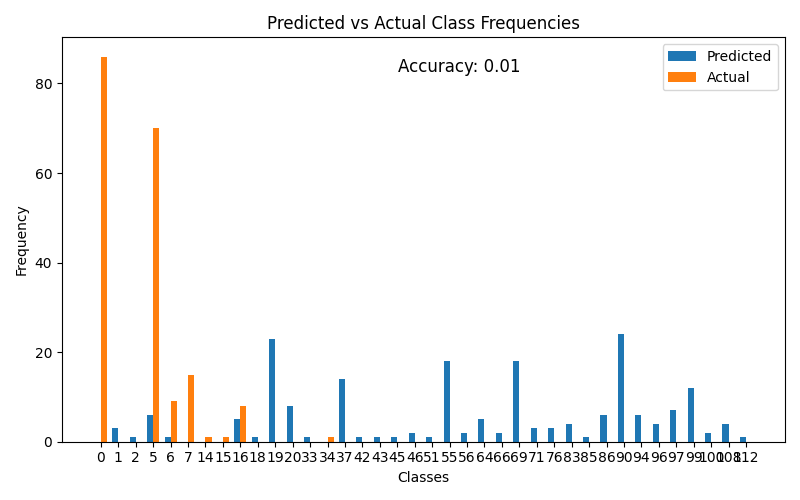 Predicted vs Actual Class Frequencies
Accuracy: 0.01
Predicted
Actual
Frequency
80
60
40
20
0
0 1 2 5 6 7 14 15 16 18 19 20 33 34 37 42 43 45 46 51 55 56 64 66 69 71 76 83 85 86 90 94 96 97 99 100 108 112
Classes